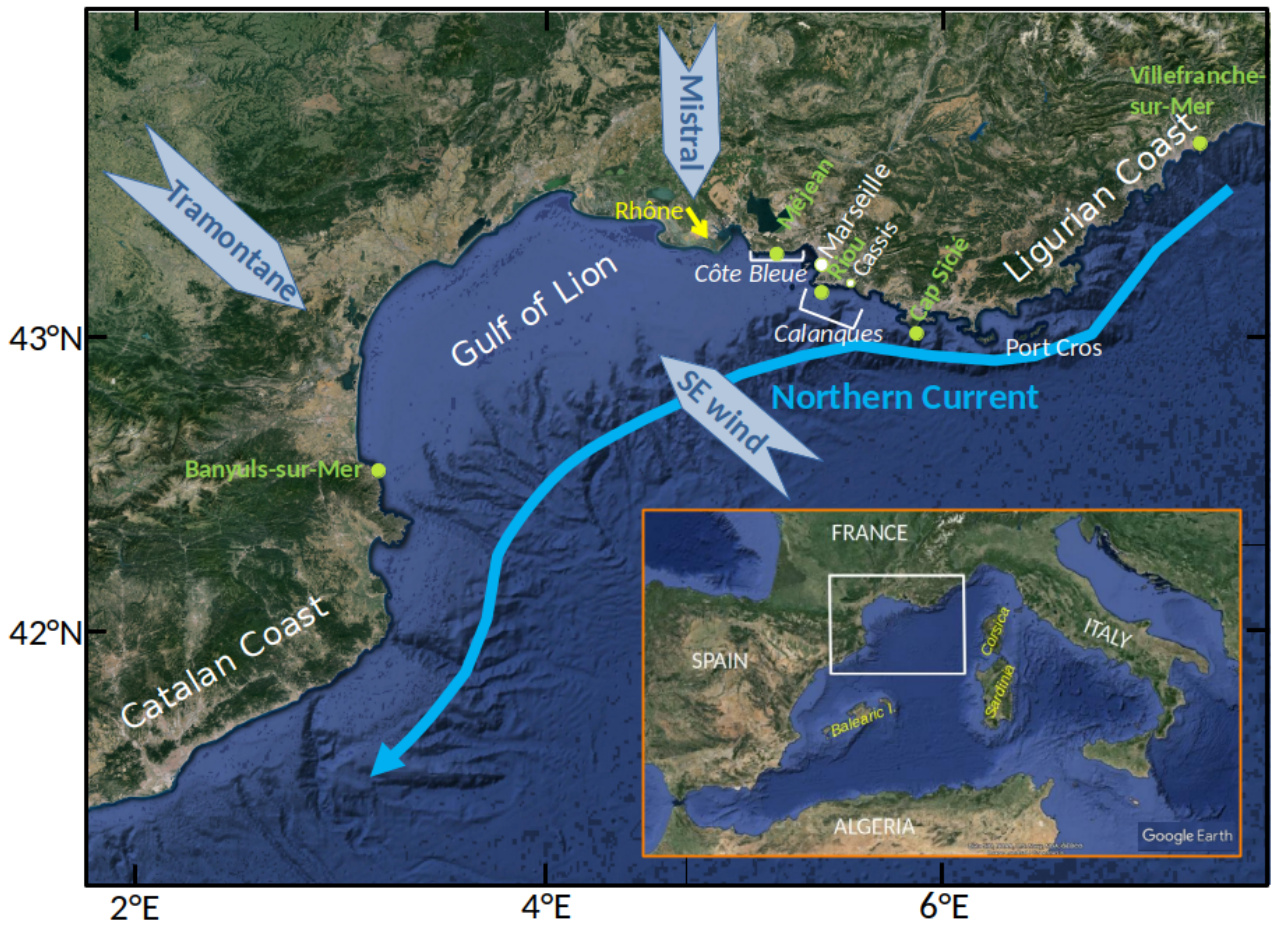 Villefranche-
sur-Mer
Mistral
Tramontane
Rhône
Méjean
Marseille
Riou
Cassis
Cap Sicié
Ligurian Coast
Côte Bleue
Calanques
Gulf of Lion
43°N
Port Cros
SE wind
Northern Current
Banyuls-sur-Mer
42°N
Catalan Coast
FRANCE
SPAIN
ITALY
Corsica
Sardinia
Balearic I.
ALGERIA
Google Earth
2°E
4°E
6°E